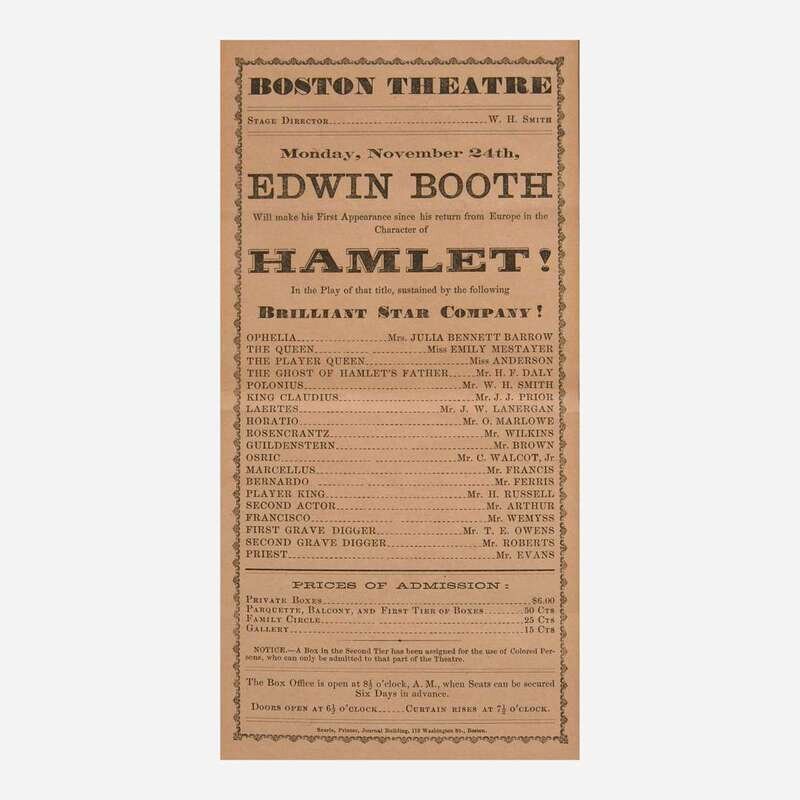 BOSTON THEATRE
STAGE DIRECTOR W. H. SMITH
Monday, November 24th,
EDWIN BOOTH
Will make his First Appearance since his return from Europe in the
Character of
HAMLET!
In the Play of that title, sustained by the following
BRILLIANT STAR COMPANY!
OPHELIA Mrs. JULIA BENNETT BARROW
THE QUEEN Miss EMILY MESTAYER
THE PLAYER QUEEN Miss ANDERSON
THE GHOST OF HAMLET'S FATHER Mr. H. F. DALY
POLONIUS Mr. W. H. SMITH
KING CLAUDIUS Mr. J. J. PRIOR
LAERTES Mr. J. W. LANERGAN
HORATIO Mr. O. MARLOWE
ROSENCRANTZ Mr. WILKINS
GUILDENSTERN Mr. BROWN
OSRIC Mr. C. WALCOT, Jr
MARCELLUS Mr. FRANCIS
BERNARDO Mr. FERRIS
PLAYER KING Mr. H. RUSSELL
SECOND ACTOR Mr. ARTHUR
FRANCISCO Mr. WEMYSS
FIRST GRAVE DIGGER Mr. T. E. OWENS
SECOND GRAVE DIGGER Mr. ROBERTS
PRIEST Mr. EVANS
PRICES OF ADMISSION:
PRIVATE BOXES $6.00
PARQUETTE, BALCONY, AND FIRST TIER OF BOXES 50 CTS
FAMILY CIRCLE 25 CTS
GALLERY 15 CTS
NOTICE.—A Box in the Second Tier has been assigned for the use of Colored Per-
sons, who can only be admitted to that part of the Theatre.
The Box Office is open at 8½ o'clock, A. M., when Seats can be secured
Six Days in advance.
DOORS OPEN AT 6½ O'CLOCK CURTAIN RISES AT 7½ O'CLOCK.
Searle, Printer, Journal Building, 118 Washington St., Boston.